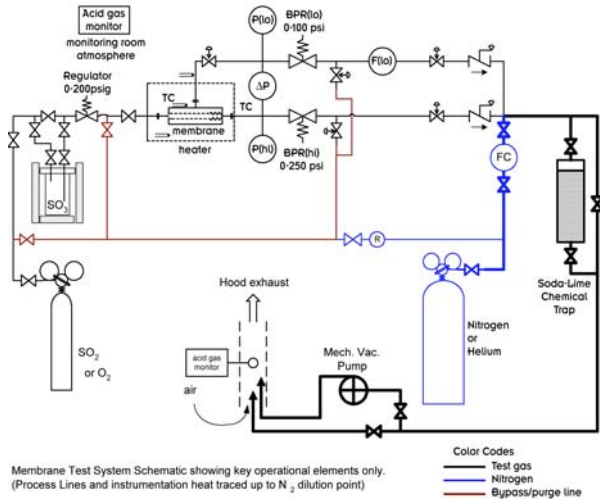 Acid gas
monitor
monitoring room
atmosphere
Regulator
0-200psig
P(lo)
BPR(lo)
0-100 psi
F(lo)
ΔP
TC
TC
membrane
heater
P(hi)
BPR(hi)
0-250 psi
FC
SO3
R
Soda-Lime
Chemical
Trap
Hood exhaust
SO2
or O2
acid gas
monitor
air
Mech. Vac.
Pump
Nitrogen
or
Helium
Color Codes
Test gas
Nitrogen
Bypass/purge line
Membrane Test System Schematic showing key operational elements only.
(Process Lines and instrumentation heat traced up to N 2 dilution point)